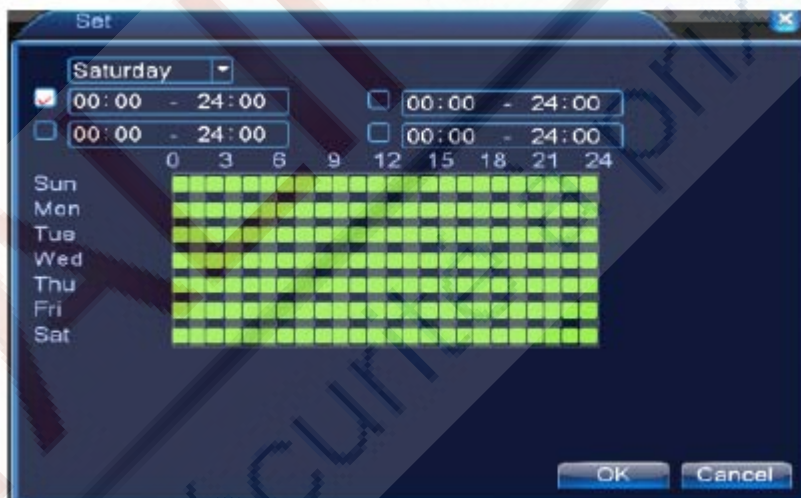 Set
Saturday
00:00 - 24:00 00:00 - 24:00
00:00 - 24:00 00:00 - 24:00
0 3 6 9 12 15 18 21 24
Sun
Mon
Tue
Wed
Thu
Fri
Sat
OK Cancel